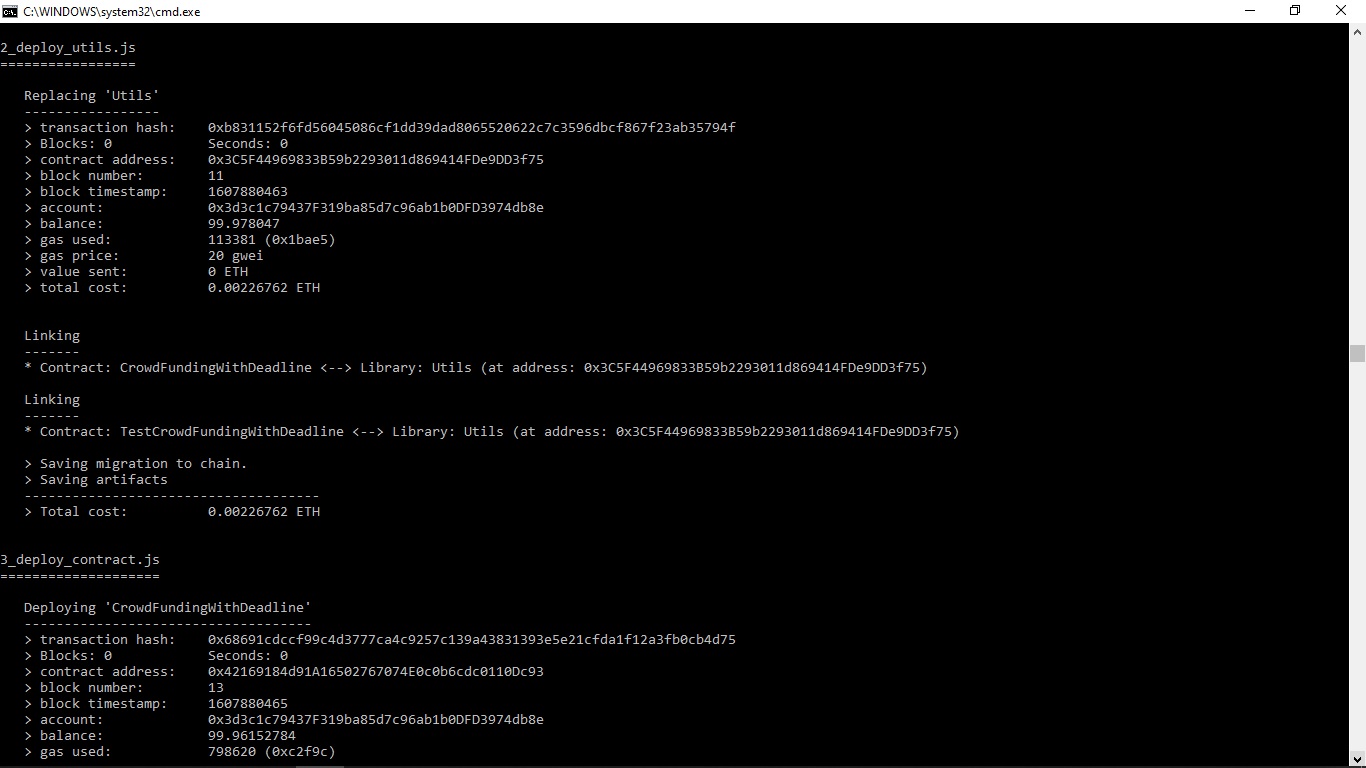 C:\WINDOWS\system32\cmd.exe
2_deploy_utils.js
=================
Replacing 'Utils'
-----------------
> transaction hash:    0xb831152f6fd56045086cf1dd39dad8065520622c7c3596dbcf867f23ab35794f
> Blocks: 0            Seconds: 0
> contract address:    0x3C5F44969833B59b2293011d869414FDe9DD3f75
> block number:        11
> block timestamp:     1607880463
> account:             0x3d3c1c79437F319ba85d7c96ab1b0DFD3974db8e
> balance:             99.978047
> gas used:            113381 (0x1bae5)
> gas price:           20 gwei
> value sent:          0 ETH
> total cost:          0.00226762 ETH
Linking
-------
* Contract: CrowdFundingWithDeadline <--> Library: Utils (at address: 0x3C5F44969833B59b2293011d869414FDe9DD3f75)
Linking
-------
* Contract: TestCrowdFundingWithDeadline <--> Library: Utils (at address: 0x3C5F44969833B59b2293011d869414FDe9DD3f75)
> Saving migration to chain.
> Saving artifacts
-------------------------------------
> Total cost:          0.00226762 ETH
3_deploy_contract.js
====================
Deploying 'CrowdFundingWithDeadline'
------------------------------------
> transaction hash:    0x68691cdccf99c4d3777ca4c9257c139a43831393e5e21cfda1f12a3fb0cb4d75
> Blocks: 0            Seconds: 0
> contract address:    0x42169184d91A16502767074E0c0b6cdc0110Dc93
> block number:        13
> block timestamp:     1607880465
> account:             0x3d3c1c79437F319ba85d7c96ab1b0DFD3974db8e
> balance:             99.96152784
> gas used:            798620 (0xc2f9c)